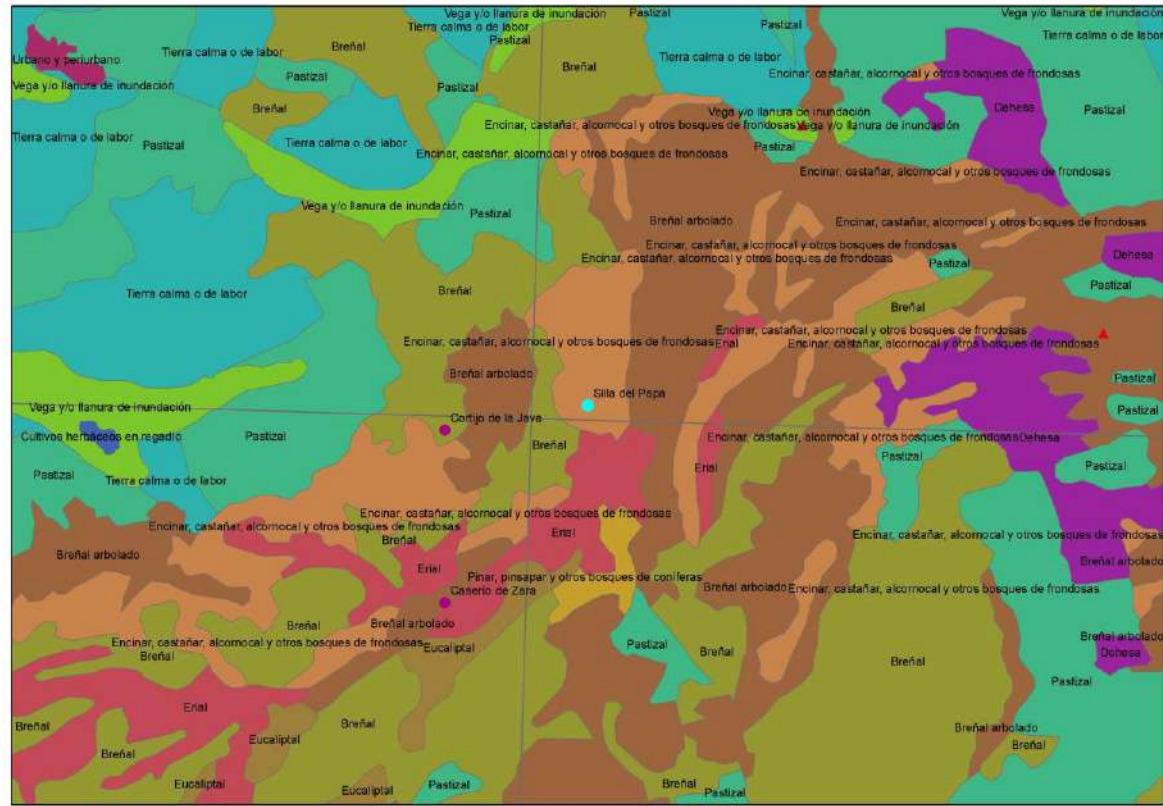 Vega y/o llanura de inundación
Pastizal
Vega y/o llanura de inundación
Tierra calma o de labor
Pastizal
Tierra calma o de labor
Breñal
Tierra calma o de labor
Pastizal
Urbano y periurbano
Breñal
Encinar, castañar, alcornocal y otros bosques de frondosas
Pastizal
Vega y/o llanura de inundación
Pastizal
Dehesa
Breñal
Vega y/o llanura de inundación
Pastizal
Encinar, castañar, alcornocal y otros bosques de frondosas
Vega y/o llanura de inundación
Tierra calma o de labor
Pastizal
Tierra calma o de labor
Pastizal
Encinar, castañar, alcornocal y otros bosques de frondosas
Encinar, castañar, alcornocal y otros bosques de frondosas
Vega y/o llanura de inundación
Pastizal
Breñal arbolado
Encinar, castañar, alcornocal y otros bosques de frondosas
Encinar, castañar, alcornocal y otros bosques de frondosas
Encinar, castañar, alcornocal y otros bosques de frondosas
Dehesa
Pastizal
Pastizal
Breñal
Tierra calma o de labor
Breñal
Encinar, castañar, alcornocal y otros bosques de frondosas
Encinar, castañar, alcornocal y otros bosques de frondosas
Erial
Encinar, castañar, alcornocal y otros bosques de frondosas
Breñal arbolado
Pastizal
Silla del Papa
Vega y/o llanura de inundación
Pastizal
Cortijo de la Java
Cultivos herbáceos en regadío
Pastizal
Breñal
Encinar, castañar, alcornocal y otros bosques de frondosas
Dehesa
Pastizal
Pastizal
Erial
Pastizal
Tierra calma o de labor
Encinar, castañar, alcornocal y otros bosques de frondosas
Encinar, castañar, alcornocal y otros bosques de frondosas
Erial
Breñal
Encinar, castañar, alcornocal y otros bosques de frondosas
Breñal arbolado
Breñal arbolado
Erial
Pinar, pinsapar y otros bosques de coníferas
Caserío de Zara
Breñal arbolado
Encinar, castañar, alcornocal y otros bosques de frondosas
Breñal
Breñal arbolado
Breñal arbolado
Encinar, castañar, alcornocal y otros bosques de frondosas
Eucaliptal
Pastizal
Breñal
Dehesa
Breñal
Breñal
Pastizal
Erial
Breñal
Breñal
Breñal arbolado
Eucaliptal
Breñal
Breñal
Eucaliptal
Pastizal
Breñal
Pastizal